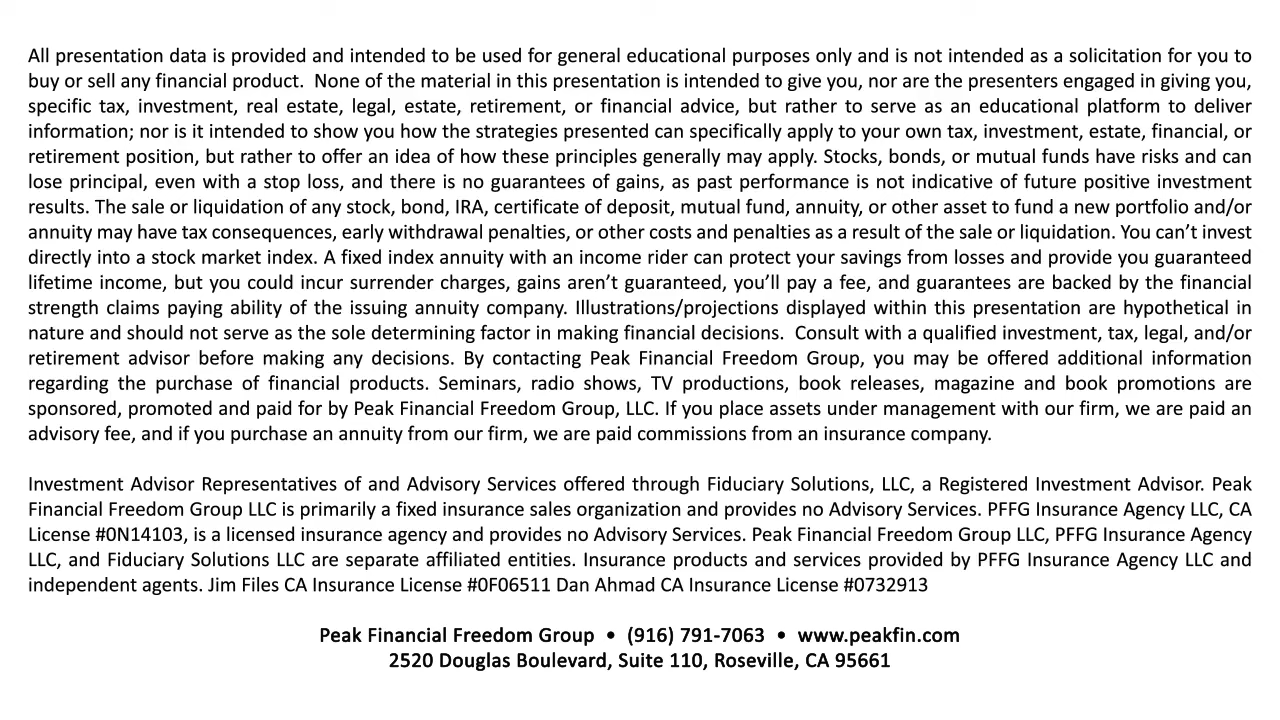 All presentation data is provided and intended to be used for general educational purposes only and is not intended as a solicitation for you to
buy or sell any financial product.  None of the material in this presentation is intended to give you, nor are the presenters engaged in giving you,
specific tax, investment, real estate, legal, estate, retirement, or financial advice, but rather to serve as an educational platform to deliver
information; nor is it intended to show you how the strategies presented can specifically apply to your own tax, investment, estate, financial, or
retirement position, but rather to offer an idea of how these principles generally may apply. Stocks, bonds, or mutual funds have risks and can
lose principal, even with a stop loss, and there is no guarantees of gains, as past performance is not indicative of future positive investment
results. The sale or liquidation of any stock, bond, IRA, certificate of deposit, mutual fund, annuity, or other asset to fund a new portfolio and/or
annuity may have tax consequences, early withdrawal penalties, or other costs and penalties as a result of the sale or liquidation. You can’t invest
directly into a stock market index. A fixed index annuity with an income rider can protect your savings from losses and provide you guaranteed
lifetime income, but you could incur surrender charges, gains aren’t guaranteed, you’ll pay a fee, and guarantees are backed by the financial
strength claims paying ability of the issuing annuity company. Illustrations/projections displayed within this presentation are hypothetical in
nature and should not serve as the sole determining factor in making financial decisions.  Consult with a qualified investment, tax, legal, and/or
retirement advisor before making any decisions. By contacting Peak Financial Freedom Group, you may be offered additional information
regarding the purchase of financial products. Seminars, radio shows, TV productions, book releases, magazine and book promotions are
sponsored, promoted and paid for by Peak Financial Freedom Group, LLC. If you place assets under management with our firm, we are paid an
advisory fee, and if you purchase an annuity from our firm, we are paid commissions from an insurance company.
Investment Advisor Representatives of and Advisory Services offered through Fiduciary Solutions, LLC, a Registered Investment Advisor. Peak
Financial Freedom Group LLC is primarily a fixed insurance sales organization and provides no Advisory Services. PFFG Insurance Agency LLC, CA
License #0N14103, is a licensed insurance agency and provides no Advisory Services. Peak Financial Freedom Group LLC, PFFG Insurance Agency
LLC, and Fiduciary Solutions LLC are separate affiliated entities. Insurance products and services provided by PFFG Insurance Agency LLC and
independent agents. Jim Files CA Insurance License #0F06511 Dan Ahmad CA Insurance License #0732913
Peak Financial Freedom Group • (916) 791-7063 • www.peakfin.com
2520 Douglas Boulevard, Suite 110, Roseville, CA 95661